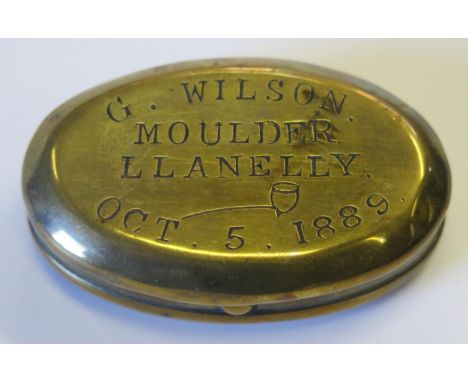 G. WILSON.
MOULDER
LLANELLY.
OCT. 5. 1889.